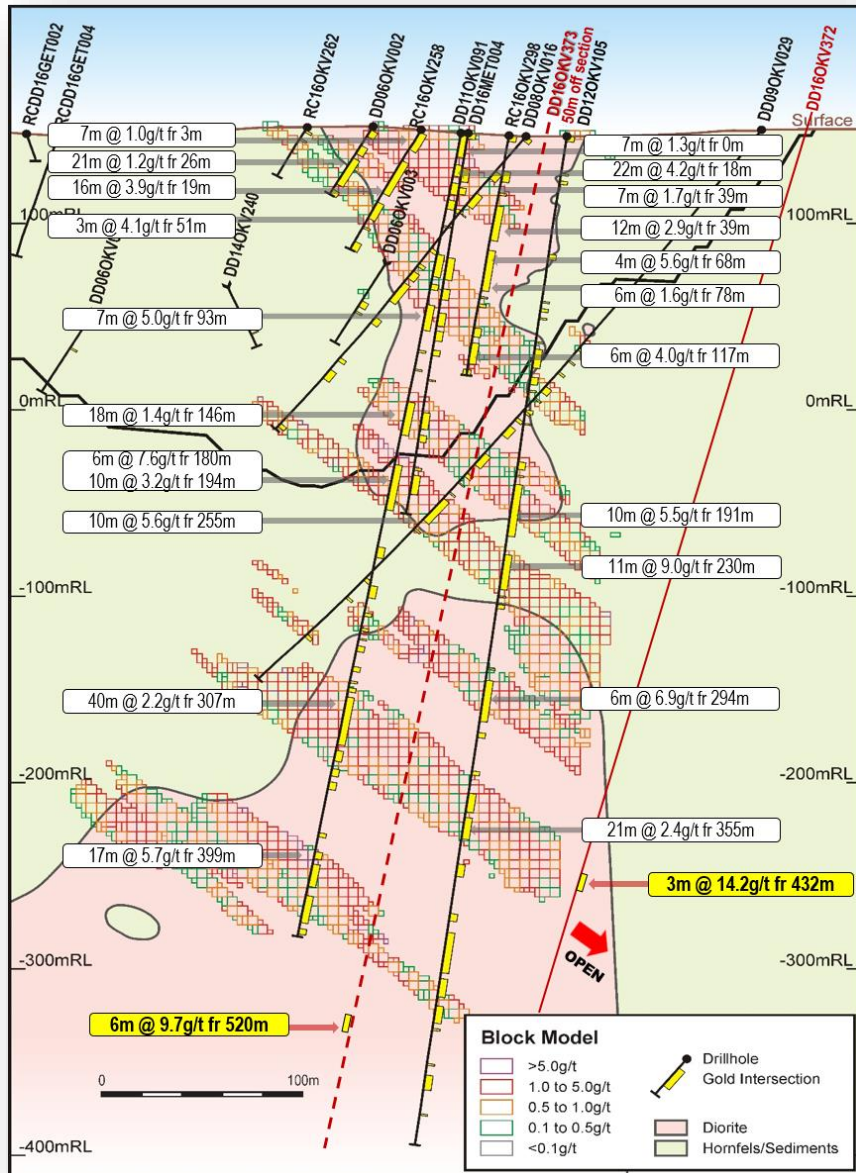 RCDD16GET002
RCDD16GET004
RC16OKV262
DD06OKV002
RC16OKV258
DD11OKV091
DD16MET004
RC16OKV298
DD08OKV016
DD16OKV373
50m off section
DD12OKV105
DD09OKV029
DD16OKV372
Surface
7m @ 1.0g/t fr 3m
21m @ 1.2g/t fr 26m
16m @ 3.9g/t fr 19m
3m @ 4.1g/t fr 51m
7m @ 1.3g/t fr 0m
22m @ 4.2g/t fr 18m
7m @ 1.7g/t fr 39m
12m @ 2.9g/t fr 39m
4m @ 5.6g/t fr 68m
6m @ 1.6g/t fr 78m
100mRL
100mRL
DD06OKV003
DD14OKV240
7m @ 5.0g/t fr 93m
6m @ 4.0g/t fr 117m
0mRL
0mRL
18m @ 1.4g/t fr 146m
6m @ 7.6g/t fr 180m
10m @ 3.2g/t fr 194m
10m @ 5.6g/t fr 255m
10m @ 5.5g/t fr 191m
11m @ 9.0g/t fr 230m
-100mRL
-100mRL
40m @ 2.2g/t fr 307m
6m @ 6.9g/t fr 294m
-200mRL
-200mRL
17m @ 5.7g/t fr 399m
21m @ 2.4g/t fr 355m
3m @ 14.2g/t fr 432m
OPEN
-300mRL
-300mRL
6m @ 9.7g/t fr 520m
0
100m
-400mRL
Block Model
>5.0g/t
1.0 to 5.0g/t
0.5 to 1.0g/t
0.1 to 0.5g/t
<0.1g/t
Drillhole
Gold Intersection
Diorite
Hornfels/Sediments